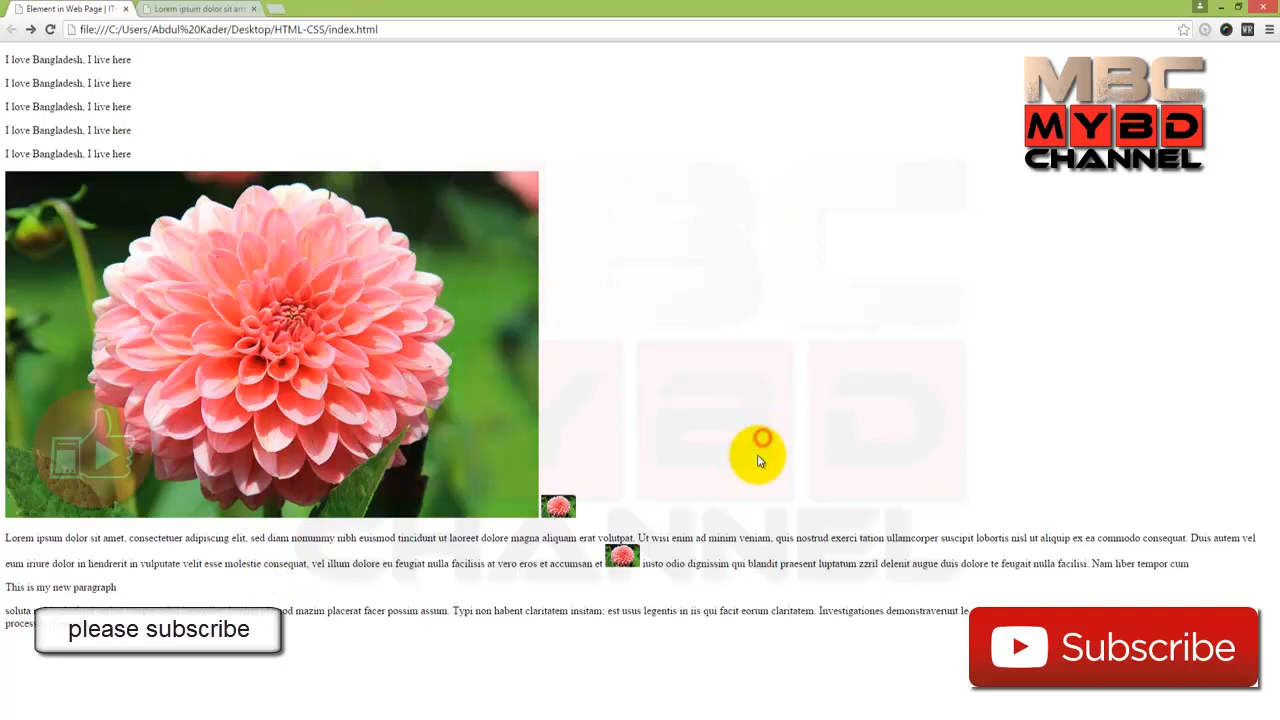 Element in Web Page | IT-
Lorem ipsum dolor sit am
file:///C:/Users/Abdul%20Kader/Desktop/HTML-CSS/index.html
WR
I love Bangladesh, I live here
I love Bangladesh, I live here
I love Bangladesh, I live here
I love Bangladesh, I live here
I love Bangladesh, I live here
MBC
MYBD
CHANNEL
MBC
MYBD
CHANNEL
Lorem ipsum dolor sit amet, consectetuer adipiscing elit, sed diam nonummy nibh euismod tincidunt ut laoreet dolore magna aliquam erat volutpat. Ut wisi enim ad minim veniam, quis nostrud exerci tation ullamcorper suscipit lobortis nisl ut aliquip ex ea commodo consequat. Duis autem vel
eum iriure dolor in hendrerit in vulputate velit esse molestie consequat, vel illum dolore eu feugiat nulla facilisis at vero eros et accumsan et iusto odio dignissim qui blandit praesent luptatum zzril delenit augue duis dolore te feugait nulla facilisi. Nam liber tempor cum
This is my new paragraph
soluta mazim placerat facer possim assum. Typi non habent claritatem insitam; est usus legentis in iis qui facit eorum claritatem. Investigationes demonstraverunt le
please subscribe
Subscribe